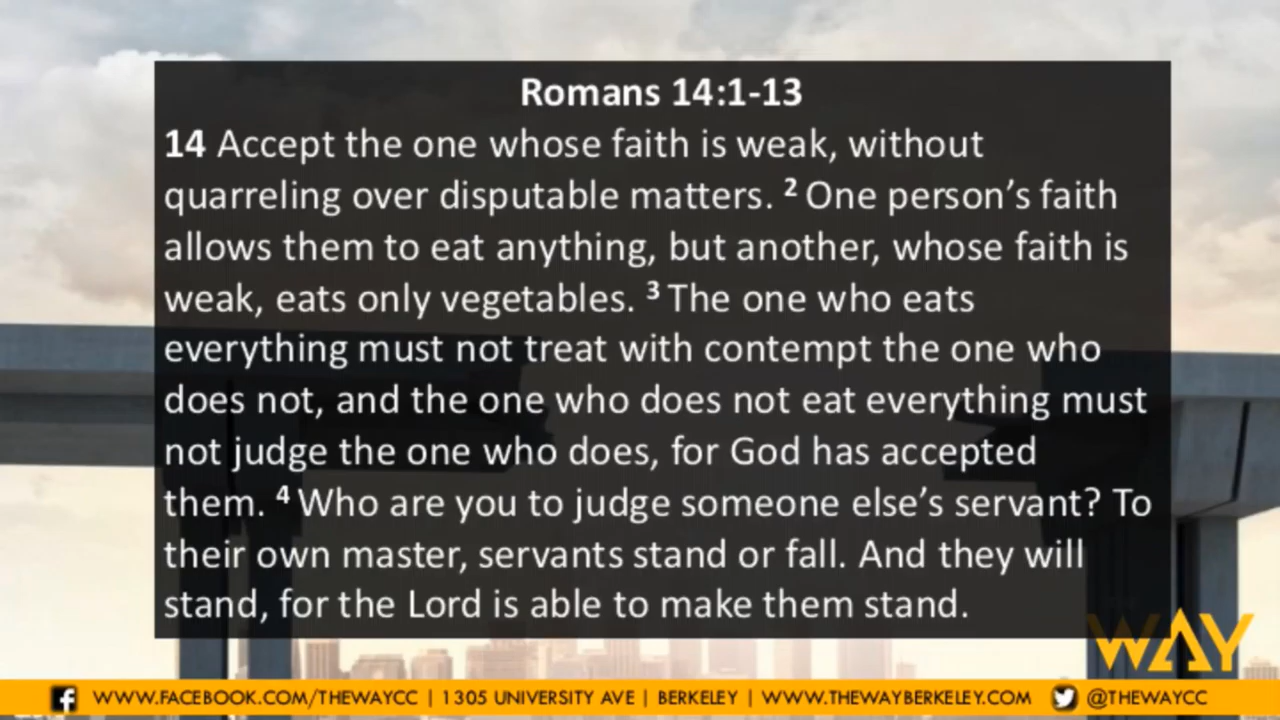 Romans 14:1-13
14 Accept the one whose faith is weak, without
quarreling over disputable matters. 2 One person’s faith
allows them to eat anything, but another, whose faith is
weak, eats only vegetables. 3 The one who eats
everything must not treat with contempt the one who
does not, and the one who does not eat everything must
not judge the one who does, for God has accepted
them. 4 Who are you to judge someone else’s servant? To
their own master, servants stand or fall. And they will
stand, for the Lord is able to make them stand.
WAY
f WWW.FACEBOOK.COM/THEWAYCC | 1305 UNIVERSITY AVE | BERKELEY | WWW.THEWAYBERKELEY.COM @THEWAYCC